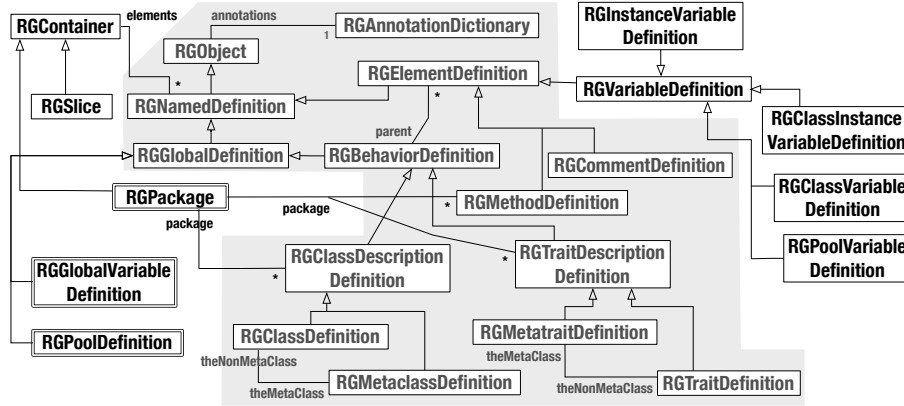 elements
annotations
RGContainer
RGAnnotationDictionary
1
RGInstanceVariable
Definition
RGObject
RGSlice
*
RGNamedDefinition
RGElementDefinition
*
RGVariableDefinition
RGClassInstance
VariableDefinition
parent
RGGlobalDefinition
RGBehaviorDefinition
RGCommentDefinition
RGPackage
package
package
*
RGMethodDefinition
RGClassVariable
Definition
RGClassDescription
Definition
*
RGTraitDescription
Definition
*
RGPoolVariable
Definition
RGGlobalVariable
Definition
RGClassDefinition
RGMetatraitDefinition
RGPoolDefinition
theNonMetaClass
theMetaClass
RGMetaclassDefinition
theMetaClass
theNonMetaClass
RGTraitDefinition